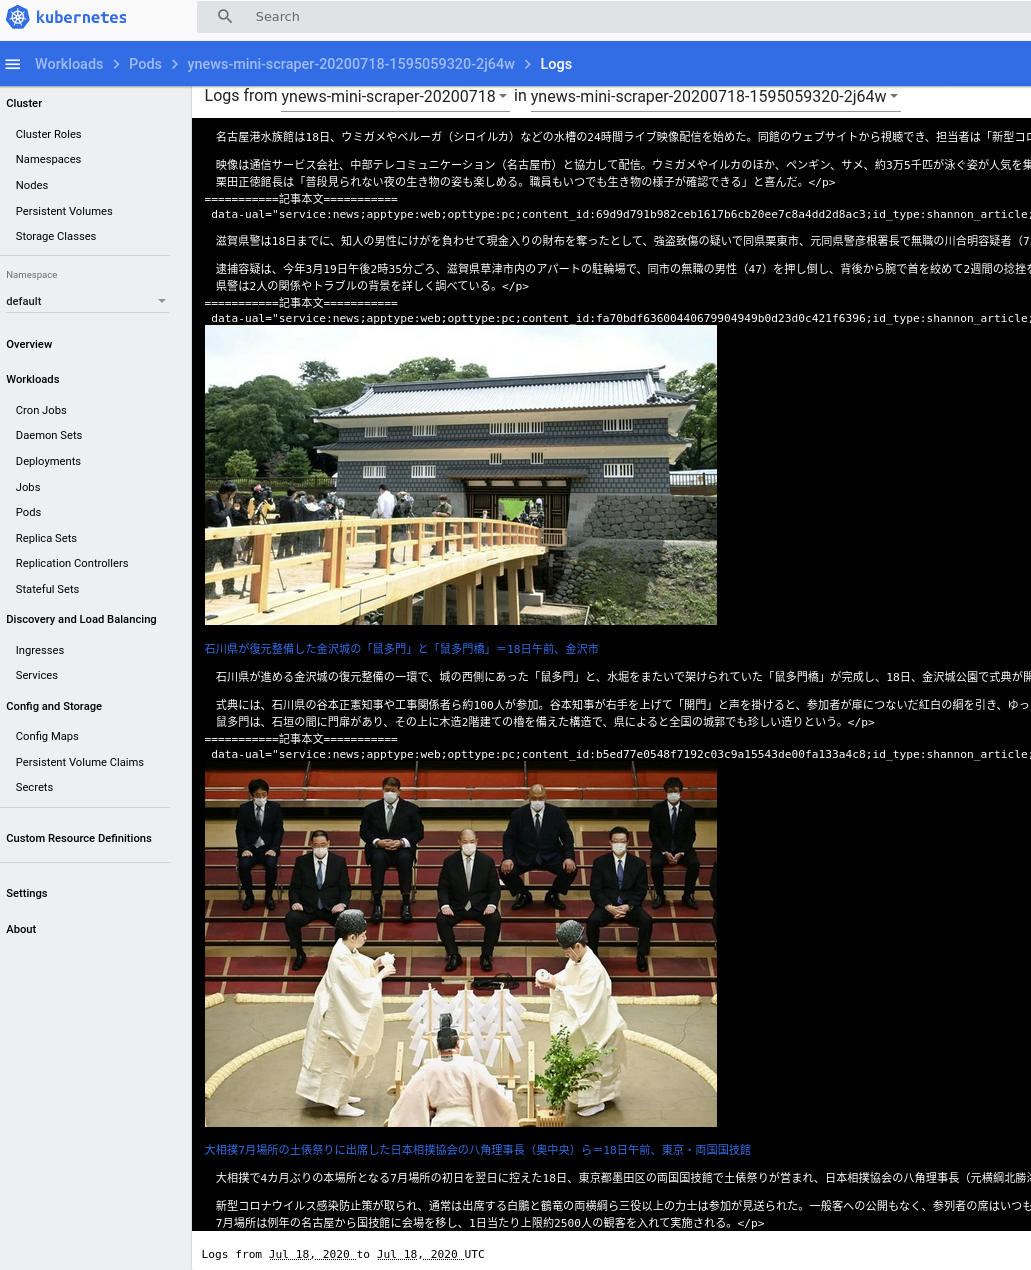 kubernetes
Search
Workloads > Pods > ynews-mini-scraper-20200718-1595059320-2j64w > Logs
Cluster
Cluster Roles
Namespaces
Nodes
Persistent Volumes
Storage Classes
Namespace
default
Overview
Workloads
Cron Jobs
Daemon Sets
Deployments
Jobs
Pods
Replica Sets
Replication Controllers
Stateful Sets
Discovery and Load Balancing
Ingresses
Services
Config and Storage
Config Maps
Persistent Volume Claims
Secrets
Custom Resource Definitions
Settings
About
Logs from ynews-mini-scraper-20200718 in ynews-mini-scraper-20200718-1595059320-2j64w
名古屋港水族館は18日、ウミガメやベルーガ（シロイルカ）などの水槽の24時間ライブ映像配信を始めた。同館のウェブサイトから視聴でき、担当者は「新型コロ
映像は通信サービス会社、中部テレコミュニケーション（名古屋市）と協力して配信。ウミガメやイルカのほか、ペンギン、サメ、約3万5千匹が泳ぐ姿が人気を集
栗田正徳館長は「普段見られない夜の生き物の姿も楽しめる。職員もいつでも生き物の様子が確認できる」と喜んだ。</p>
===========記事本文===========
data-ual="service:news;apptype:web;opttype:pc;content_id:69d9d791b982ceb1617b6cb20ee7c8a4dd2d8ac3;id_type:shannon_article;
滋賀県警は18日までに、知人の男性にけがを負わせて現金入りの財布を奪ったとして、強盗致傷の疑いで同県栗東市、元同県警彦根署長で無職の川合明容疑者（7
逮捕容疑は、今年3月19日午後2時35分ごろ、滋賀県草津市内のアパートの駐輪場で、同市の無職の男性（47）を押し倒し、背後から腕で首を絞めて2週間の捻挫を
県警は2人の関係やトラブルの背景を詳しく調べている。</p>
===========記事本文===========
data-ual="service:news;apptype:web;opttype:pc;content_id:fa70bdf63600440679904949b0d23d0c421f6396;id_type:shannon_article;
石川県が復元整備した金沢城の「鼠多門」と「鼠多門橋」＝18日午前、金沢市
石川県が進める金沢城の復元整備の一環で、城の西側にあった「鼠多門」と、水堀をまたいで架けられていた「鼠多門橋」が完成し、18日、金沢城公園で式典が開
式典には、石川県の谷本正憲知事や工事関係者ら約100人が参加。谷本知事が右手を上げて「開門」と声を掛けると、参加者が扉につないだ紅白の綱を引き、ゆっ
鼠多門は、石垣の間に門扉があり、その上に木造2階建ての櫓を備えた構造で、県によると全国の城郭でも珍しい造りという。</p>
===========記事本文===========
data-ual="service:news;apptype:web;opttype:pc;content_id:b5ed77e0548f7192c03c9a15543de00fa133a4c8;id_type:shannon_article;
大相撲7月場所の土俵祭りに出席した日本相撲協会の八角理事長（奥中央）ら＝18日午前、東京・両国国技館
大相撲で4カ月ぶりの本場所となる7月場所の初日を翌日に控えた18日、東京都墨田区の両国国技館で土俵祭りが営まれ、日本相撲協会の八角理事長（元横綱北勝海
新型コロナウイルス感染防止策が取られ、通常は出席する白鵬と鶴竜の両横綱ら三役以上の力士は参加が見送られた。一般客への公開もなく、参列者の席はいつも
7月場所は例年の名古屋から国技館に会場を移し、1日当たり上限約2500人の観客を入れて実施される。</p>
Logs from Jul 18, 2020 to Jul 18, 2020 UTC